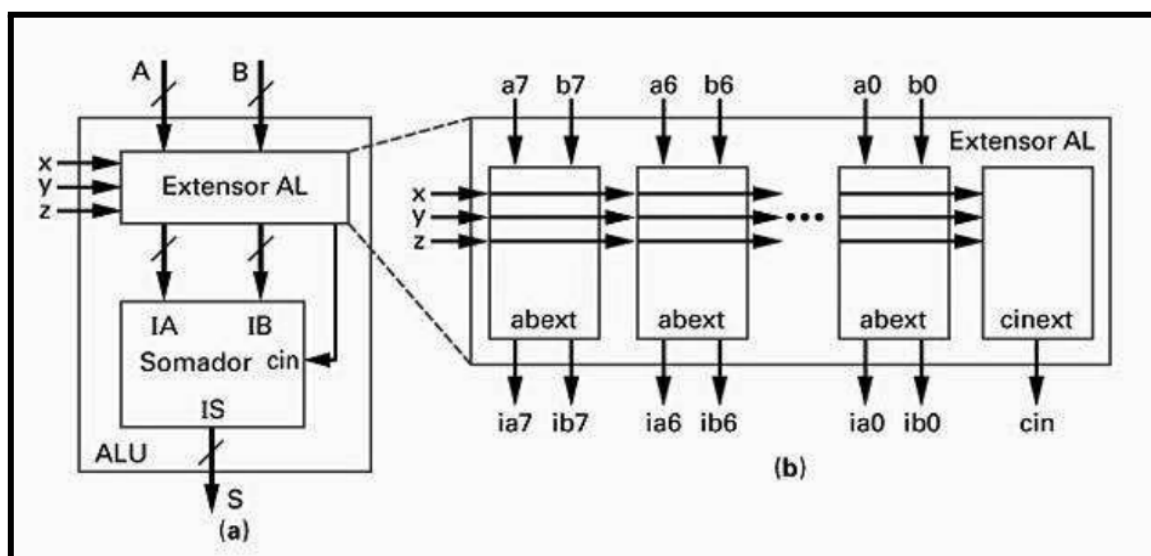 A B
x
y
z
Extensor AL
IA IB
Somador cin
IS
ALU
S
(a)
a7 b7 a6 b6 a0 b0
Extensor AL
x
y
z
abext abext abext cinext
ia7 ib7 ia6 ib6 ia0 ib0 cin
(b)